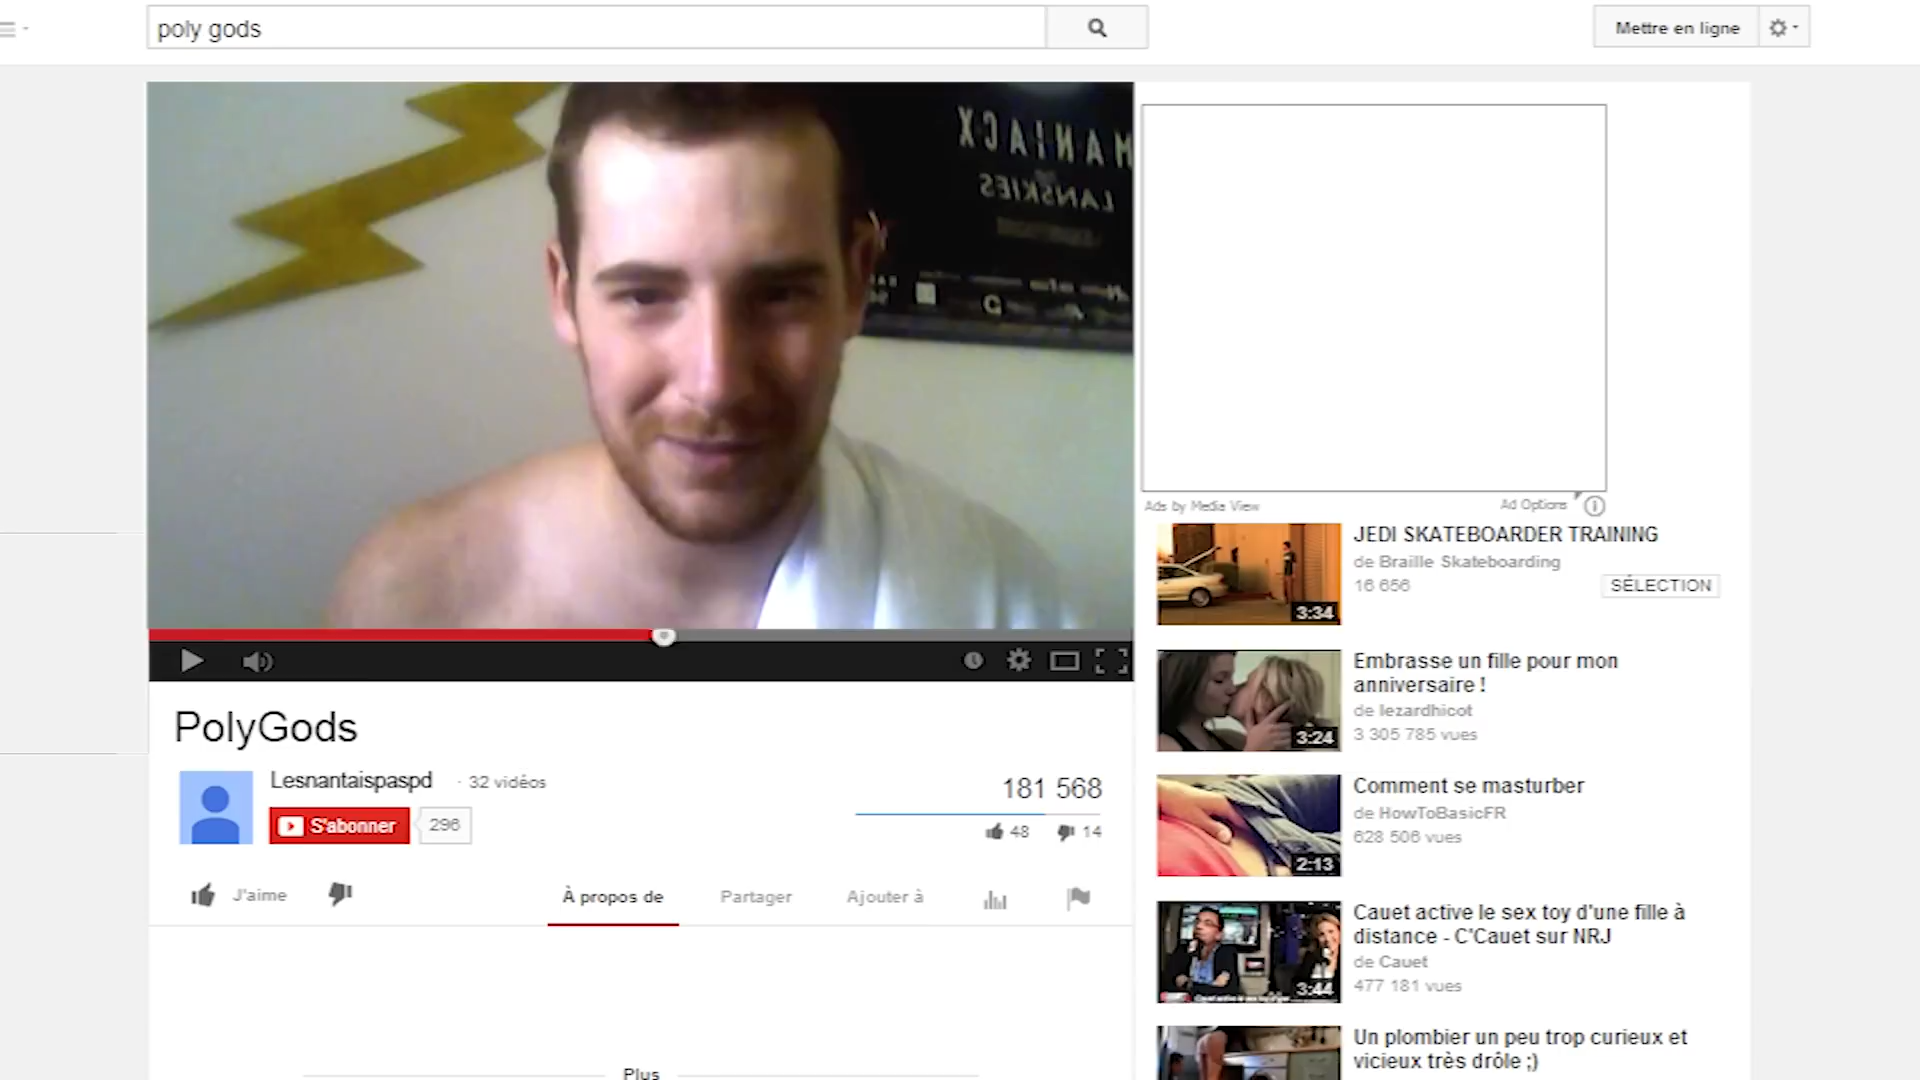 poly gods
Mettre en ligne
MANIACX
LANSKIES
Ads by Media View
Ad Options
JEDI SKATEBOARDER TRAINING
de Braille Skateboarding
16 656
SÉLECTION
3:34
Embrasse un fille pour mon
anniversaire !
de lezardhicot
3 305 785 vues
3:24
PolyGods
Lesnantaispaspd · 32 vidéos
S'abonner
296
181 568
48
14
J'aime
À propos de
Partager
Ajouter à
Plus
Comment se masturber
de HowToBasicFR
628 506 vues
2:13
Cauet active le sex toy d'une fille à
distance - C'Cauet sur NRJ
de Cauet
477 181 vues
3:44
Un plombier un peu trop curieux et
vicieux très drôle ;)